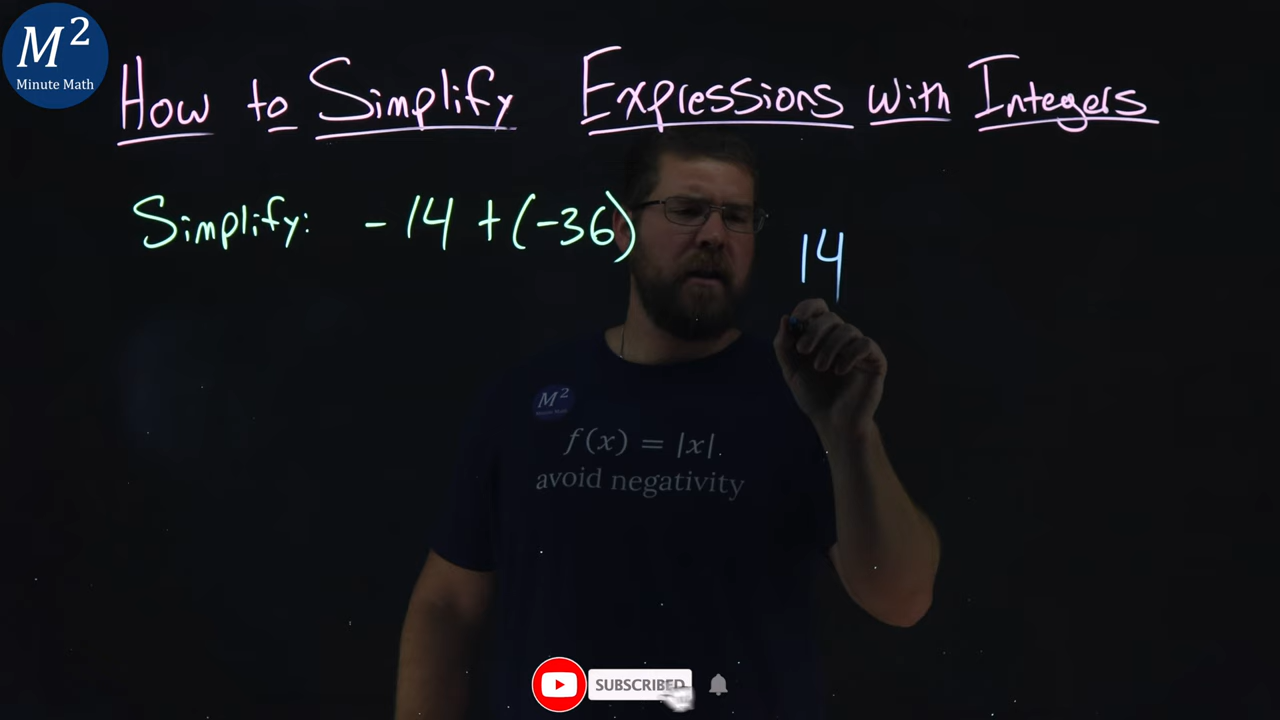 M²
Minute Math
How to Simplify Expressions with Integers
Simplify: -14 + (-36)
14
M²
Minute Math
f(x) = |x|.
avoid negativity
SUBSCRIBED